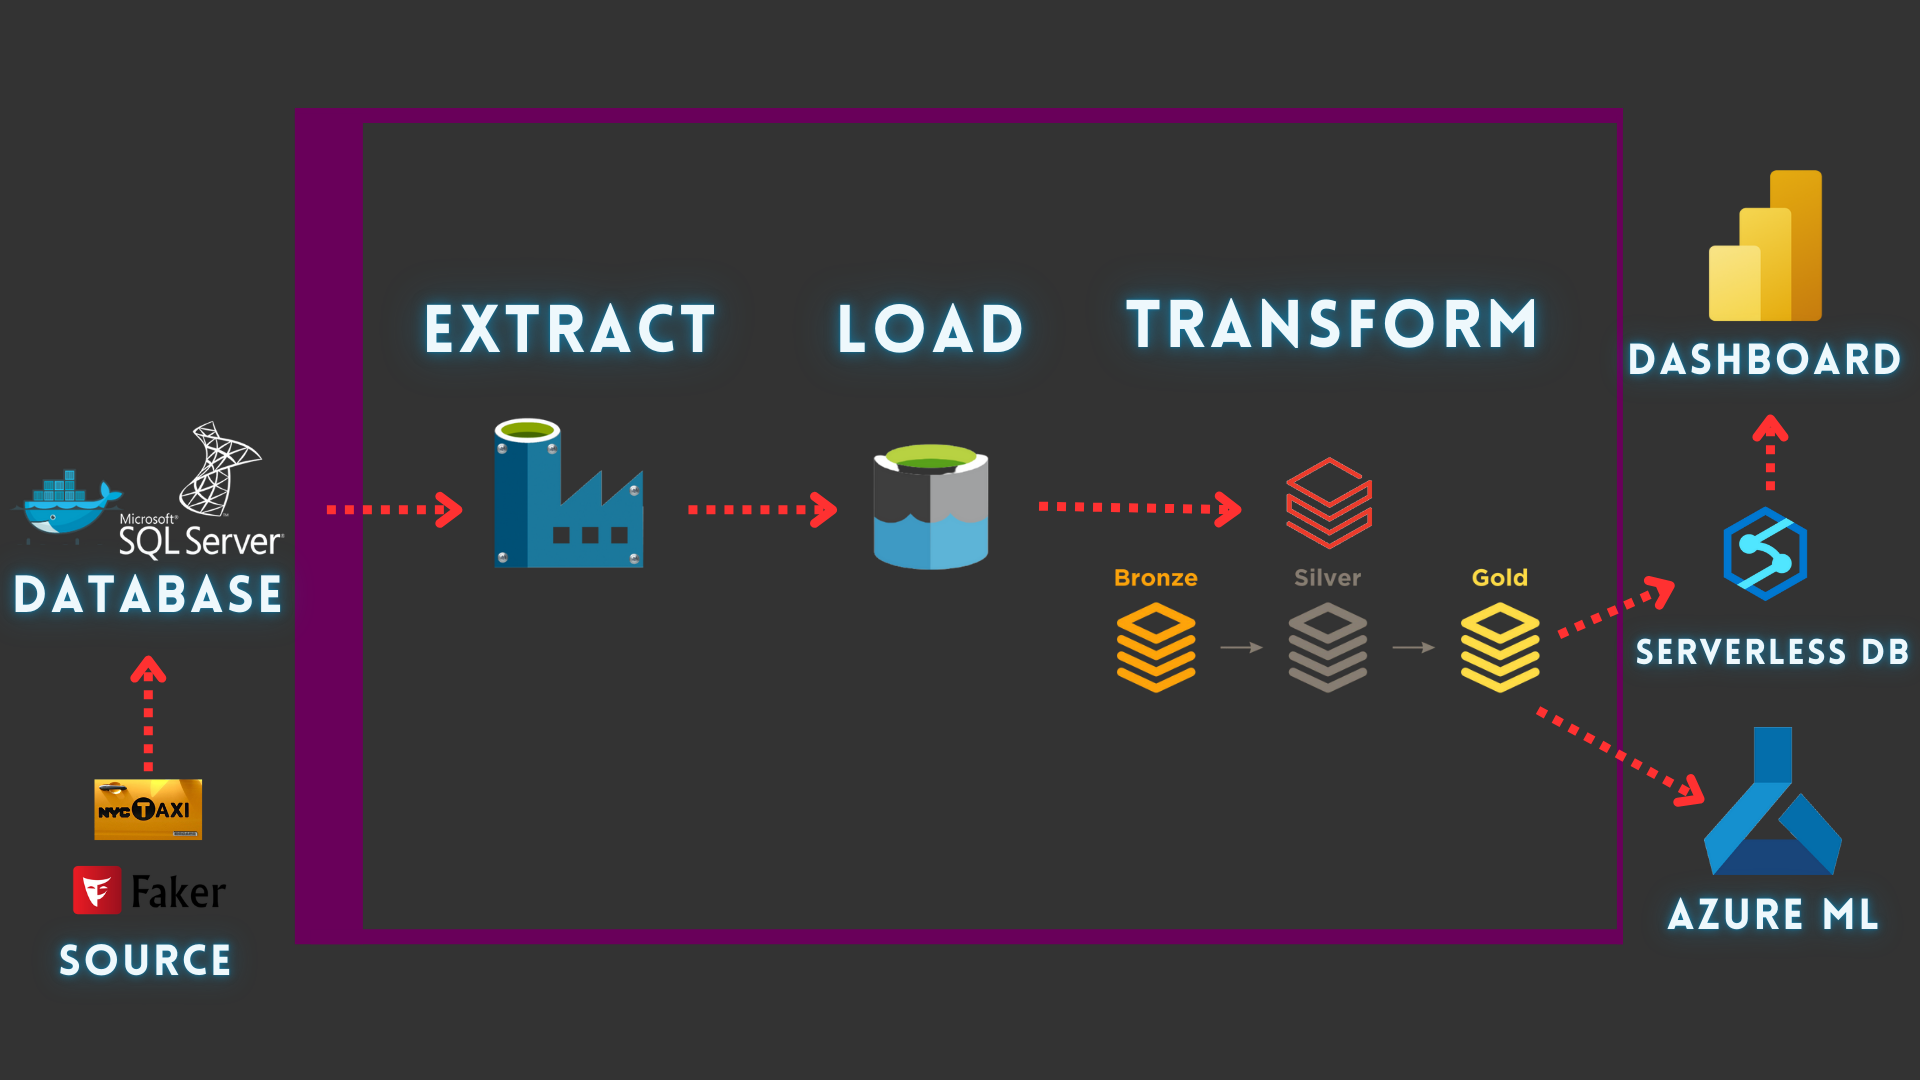 EXTRACT
LOAD
TRANSFORM
DASHBOARD
Microsoft®
SQL Server®
DATABASE
Bronze
Silver
Gold
SERVERLESS DB
NYC TAXI
Faker
SOURCE
AZURE ML